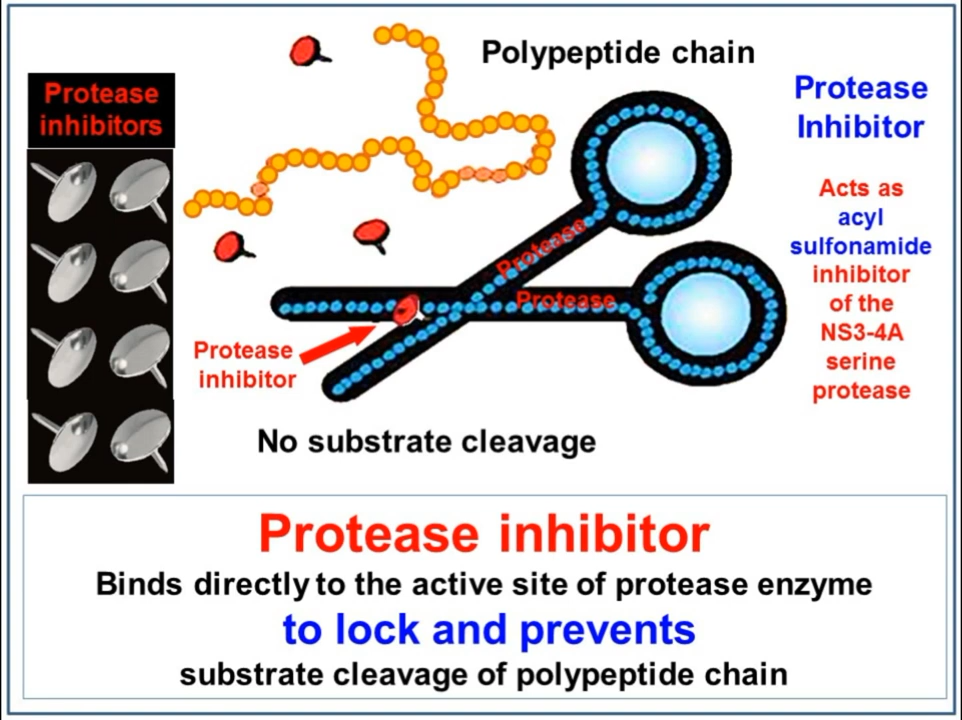 Polypeptide chain
Protease
inhibitors
Protease
Inhibitor
Acts as
acyl
sulfonamide
inhibitor
of the
NS3-4A
serine
protease
Protease
Protease
Protease
inhibitor
No substrate cleavage
Protease inhibitor
Binds directly to the active site of protease enzyme
to lock and prevents
substrate cleavage of polypeptide chain